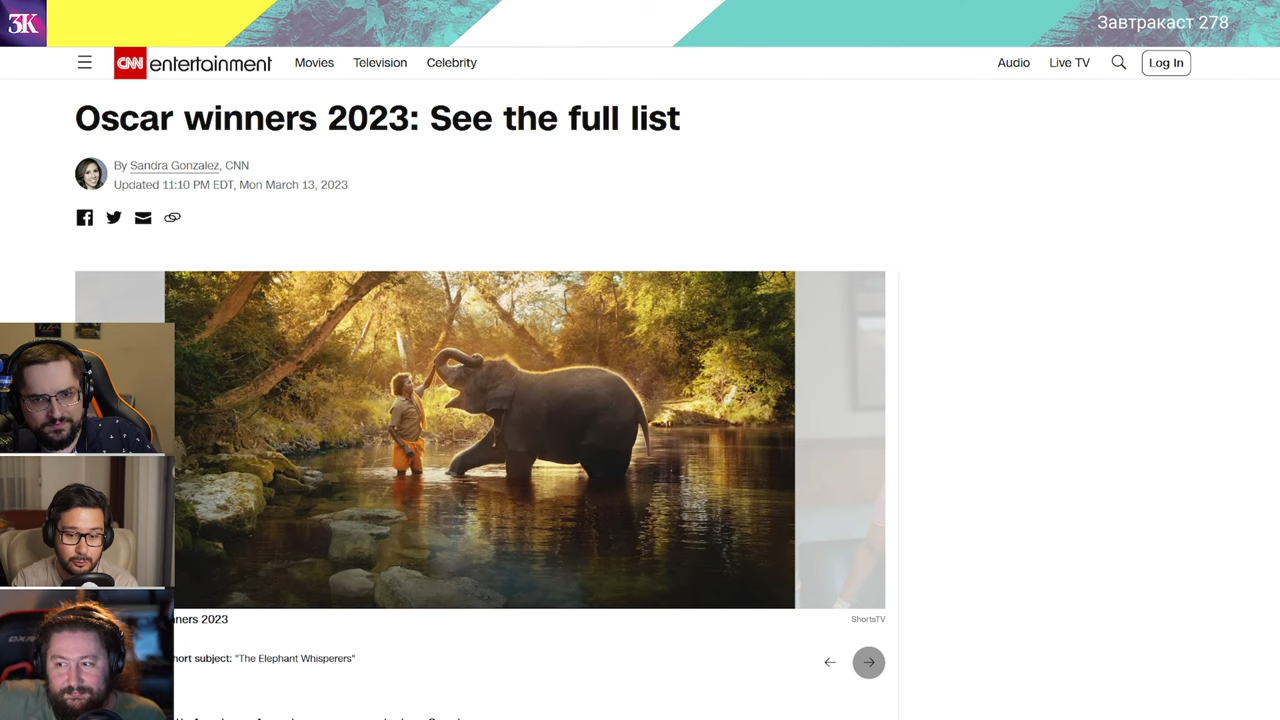 3K
Завтракаст 278
CNN entertainment Movies Television Celebrity Audio Live TV Log In
Oscar winners 2023: See the full list
By Sandra Gonzalez, CNN
Updated 11:10 PM EDT, Mon March 13, 2023
ners 2023
ShortsTV
hort subject: "The Elephant Whisperers"